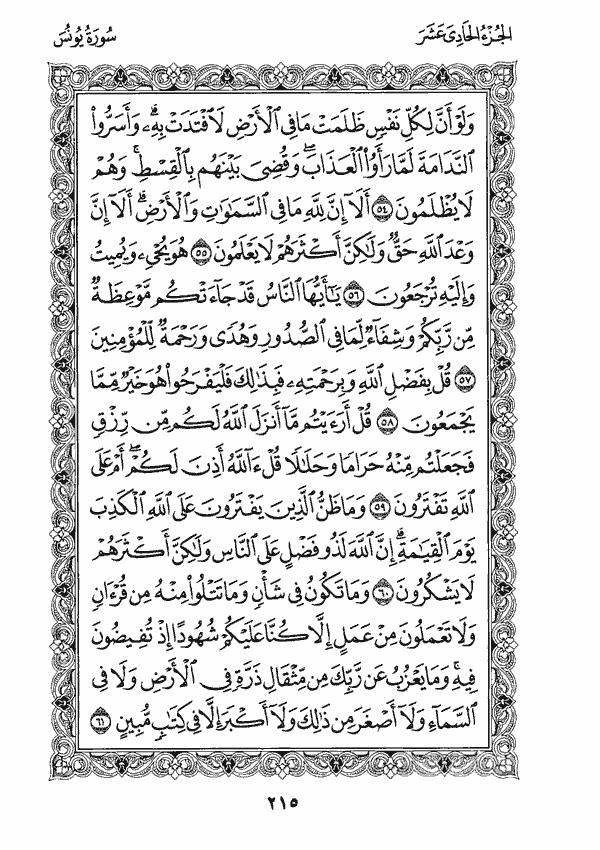 الجُزْءُ الحَادِى عَشَرَ
سُورَةُ يُونُسَ
وَلَوْ أَنَّ لِكُلِّ نَفْسٍ ظَلَمَتْ مَا فِى ٱلْأَرْضِ لَٱفْتَدَتْ بِهِۦۗ وَأَسَرُّواْ
ٱلنَّدَامَةَ لَمَّا رَأَوُاْ ٱلْعَذَابَۖ وَقُضِىَ بَيْنَهُم بِٱلْقِسْطِۚ وَهُمْ
لَا يُظْلَمُونَ ٥٤ أَلَآ إِنَّ لِلَّهِ مَا فِى ٱلسَّمَٰوَٰتِ وَٱلْأَرْضِۗ أَلَآ إِنَّ
وَعْدَ ٱللَّهِ حَقٌّ وَلَٰكِنَّ أَكْثَرَهُمْ لَا يَعْلَمُونَ ٥٥ هُوَ يُحْىِۦ وَيُمِيتُ
وَإِلَيْهِ تُرْجَعُونَ ٥٦ يَٰٓأَيُّهَا ٱلنَّاسُ قَدْ جَآءَتْكُم مَّوْعِظَةٌ
مِّن رَّبِّكُمْ وَشِفَآءٌ لِّمَا فِى ٱلصُّدُورِ وَهُدًى وَرَحْمَةٌ لِّلْمُؤْمِنِينَ
٥٧ قُلْ بِفَضْلِ ٱللَّهِ وَبِرَحْمَتِهِۦ فَبِذَٰلِكَ فَلْيَفْرَحُواْ هُوَ خَيْرٌ مِّمَّا
يَجْمَعُونَ ٥٨ قُلْ أَرَءَيْتُم مَّآ أَنزَلَ ٱللَّهُ لَكُم مِّن رِّزْقٍ
فَجَعَلْتُم مِّنْهُ حَرَامًا وَحَلَٰلًا قُلْ ءَآللَّهُ أَذِنَ لَكُمْۖ أَمْ عَلَى
ٱللَّهِ تَفْتَرُونَ ٥٩ وَمَا ظَنُّ ٱلَّذِينَ يَفْتَرُونَ عَلَى ٱللَّهِ ٱلْكَذِبَ
يَوْمَ ٱلْقِيَٰمَةِۗ إِنَّ ٱللَّهَ لَذُو فَضْلٍ عَلَى ٱلنَّاسِ وَلَٰكِنَّ أَكْثَرَهُمْ
لَا يَشْكُرُونَ ٦٠ وَمَا تَكُونُ فِى شَأْنٍ وَمَا تَتْلُواْ مِنْهُ مِن قُرْءَانٍ
وَلَا تَعْمَلُونَ مِنْ عَمَلٍ إِلَّا كُنَّا عَلَيْكُمْ شُهُودًا إِذْ تُفِيضُونَ
فِيهِۚ وَمَا يَعْزُبُ عَن رَّبِّكَ مِن مِّثْقَالِ ذَرَّةٍ فِى ٱلْأَرْضِ وَلَا فِى
ٱلسَّمَآءِ وَلَآ أَصْغَرَ مِن ذَٰلِكَ وَلَآ أَكْبَرَ إِلَّا فِى كِتَٰبٍ مُّبِينٍ ٦١
٢١٥